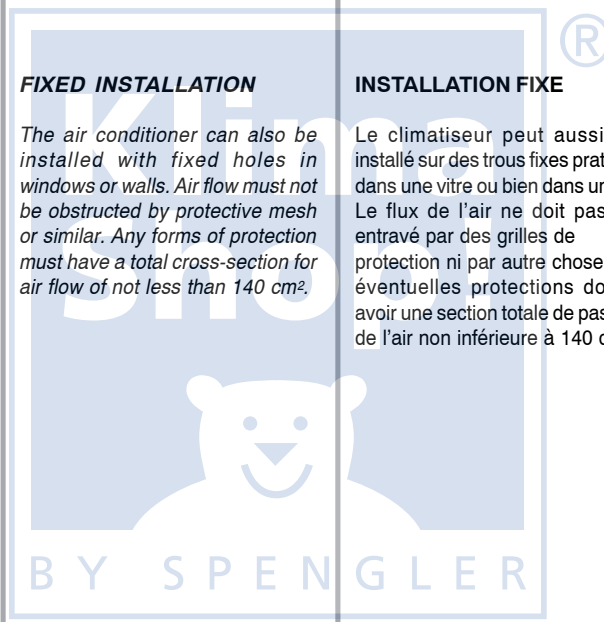 FIXED INSTALLATION
The air conditioner can also be
installed with fixed holes in
windows or walls. Air flow must not
be obstructed by protective mesh
or similar. Any forms of protection
must have a total cross-section for
air flow of not less than 140 cm².
INSTALLATION FIXE
Le climatiseur peut aussi
installé sur des trous fixes prat
dans une vitre ou bien dans un
Le flux de l’air ne doit pas
entravé par des grilles de
protection ni par autre chose
éventuelles protections do
avoir une section totale de pas
de l’air non inférieure à 140 c
Klima
Shop!
®
BY SPENGLER